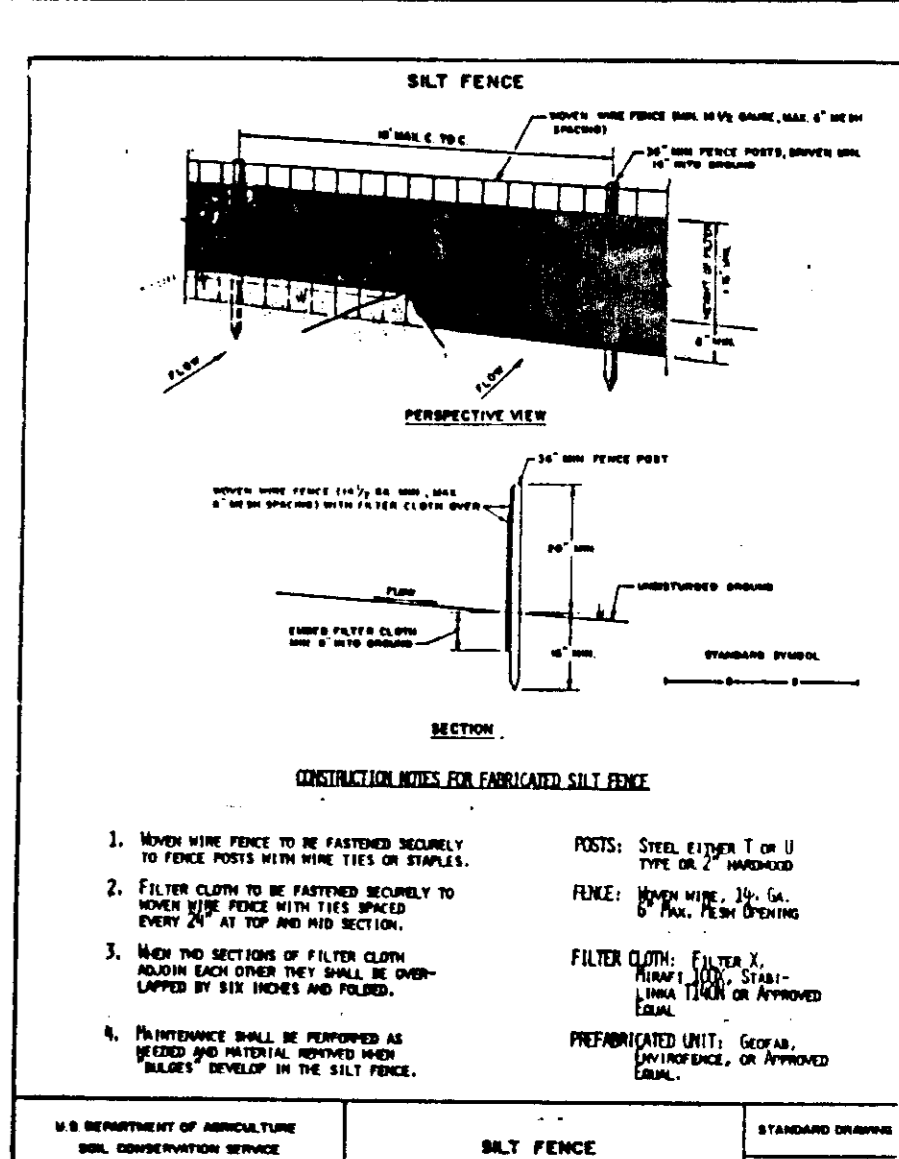 SILT FENCE
WOVEN WIRE FENCE (MIN. 14 1/2 GAUGE, MAX. 6" MESH
SPACING)
10' MAX. C. TO C.
36" MIN FENCE POSTS, DRIVEN MIN.
16" INTO GROUND
HEIGHT OF FILTER
MIN.
8" MIN.
FLOW
FLOW
PERSPECTIVE VIEW
36" MIN FENCE POST
WOVEN WIRE FENCE (14 1/2 GA. MIN., MAX
MESH SPACING) WITH FILTER CLOTH OVER
20" MIN
FLOW
UNDISTURBED GROUND
EMBED FILTER CLOTH
MIN 8" INTO GROUND
16" MIN.
STANDARD SYMBOL
SECTION
CONSTRUCTION NOTES FOR FABRICATED SILT FENCE
1. WOVEN WIRE FENCE TO BE FASTENED SECURELY
TO FENCE POSTS WITH WIRE TIES OR STAPLES.
2. FILTER CLOTH TO BE FASTENED SECURELY TO
WOVEN WIRE FENCE WITH TIES SPACED
EVERY 24" AT TOP AND MID SECTION.
3. WHEN TWO SECTIONS OF FILTER CLOTH
ADJOIN EACH OTHER THEY SHALL BE OVER-
LAPPED BY SIX INCHES AND FOLDED.
4. MAINTENANCE SHALL BE PERFORMED AS
NEEDED AND MATERIAL REMOVED WHEN
"BULGES" DEVELOP IN THE SILT FENCE.
POSTS: STEEL EITHER T OR U
TYPE OR 2" HARDWOOD
FENCE: WOVEN WIRE, 14. GA.
6" MAX. MESH OPENING
FILTER CLOTH: FILTER X,
MIRAFI 100X, STABI-
LINKA T140N OR APPROVED
EQUAL
PREFABRICATED UNIT: GEOFAB,
ENVIROFENCE, OR APPROVED
EQUAL.
U.S. DEPARTMENT OF AGRICULTURE
SOIL CONSERVATION SERVICE
SILT FENCE
STANDARD DRAWING